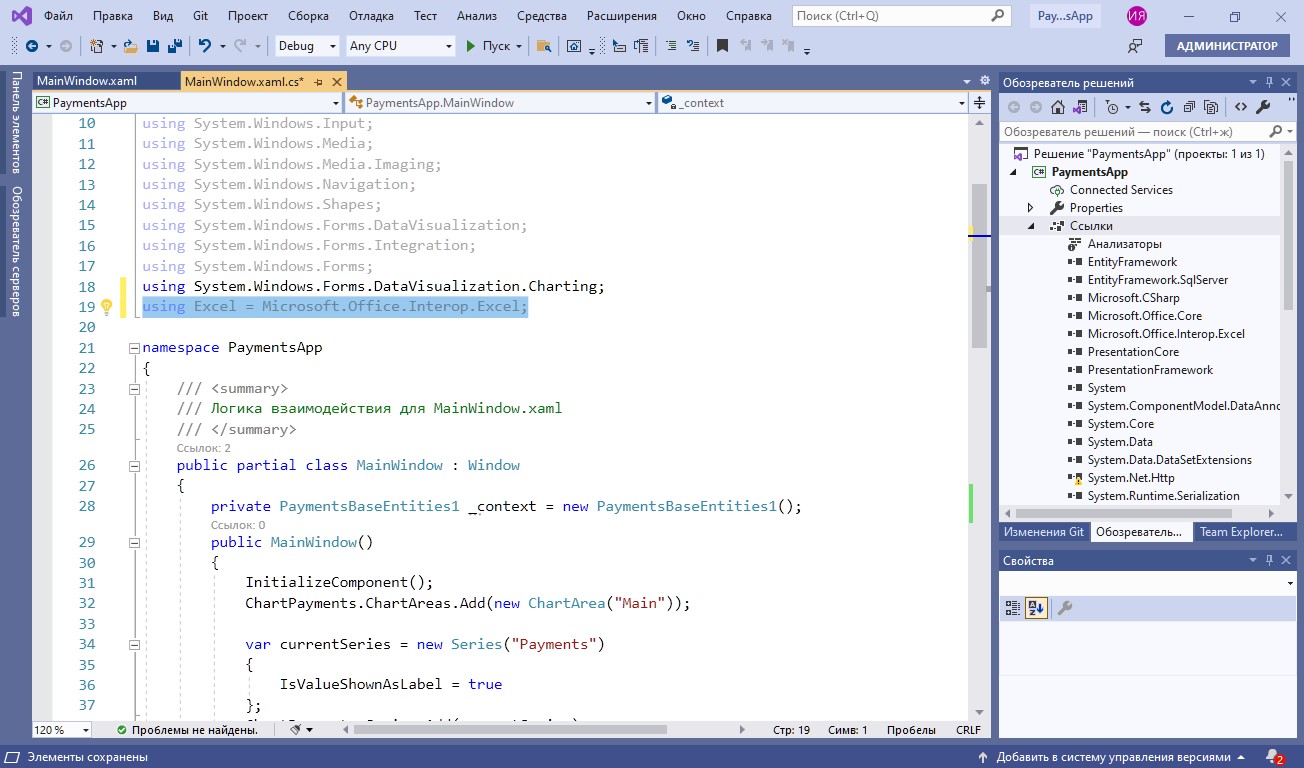 Файл Правка Вид Git Проект Сборка Отладка Тест Анализ Средства Расширения Окно Справка Поиск (Ctrl+Q) Pay...sApp ИЯ
Debug Any CPU Пуск АДМИНИСТРАТОР
Панель элементов
Обозреватель серверов
MainWindow.xaml MainWindow.xaml.cs*
PaymentsApp PaymentsApp.MainWindow _context
10 using System.Windows.Input;
11 using System.Windows.Media;
12 using System.Windows.Media.Imaging;
13 using System.Windows.Navigation;
14 using System.Windows.Shapes;
15 using System.Windows.Forms.DataVisualization;
16 using System.Windows.Forms.Integration;
17 using System.Windows.Forms;
18 using System.Windows.Forms.DataVisualization.Charting;
19 using Excel = Microsoft.Office.Interop.Excel;
20
21 namespace PaymentsApp
22 {
23 /// <summary>
24 /// Логика взаимодействия для MainWindow.xaml
25 /// </summary>
Ссылок: 2
26 public partial class MainWindow : Window
27 {
28 private PaymentsBaseEntities1 _context = new PaymentsBaseEntities1();
Ссылок: 0
29 public MainWindow()
30 {
31 InitializeComponent();
32 ChartPayments.ChartAreas.Add(new ChartArea("Main"));
33
34 var currentSeries = new Series("Payments")
35 {
36 IsValueShownAsLabel = true
37 };
120 % Проблемы не найдены. Стр: 19 Симв: 1 Пробелы CRLF
Обозреватель решений
Обозреватель решений — поиск (Ctrl+ж)
Решение "PaymentsApp" (проекты: 1 из 1)
C# PaymentsApp
Connected Services
Properties
Ссылки
Анализаторы
EntityFramework
EntityFramework.SqlServer
Microsoft.CSharp
Microsoft.Office.Core
Microsoft.Office.Interop.Excel
PresentationCore
PresentationFramework
System
System.ComponentModel.DataAnno
System.Core
System.Data
System.Data.DataSetExtensions
System.Net.Http
System.Runtime.Serialization
Изменения Git Обозреватель... Team Explorer...
Свойства
Элементы сохранены Добавить в систему управления версиями 2